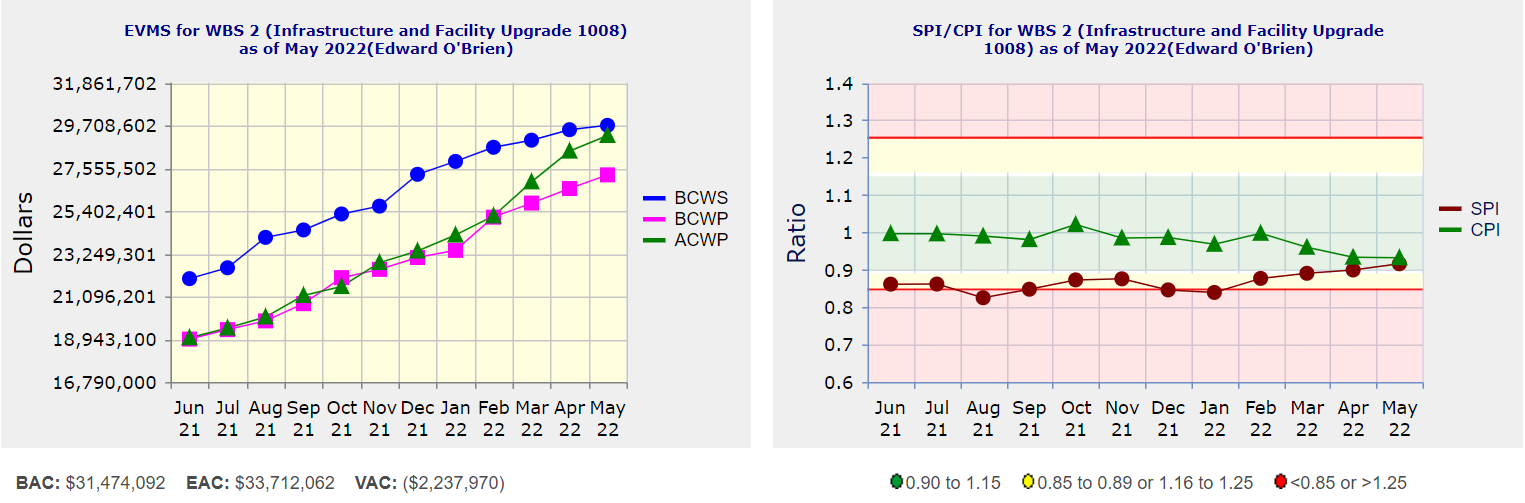 EVMS for WBS 2 (Infrastructure and Facility Upgrade 1008)
as of May 2022(Edward O'Brien)
31,861,702
29,708,602
27,555,502
25,402,401
23,249,301
21,096,201
18,943,100
16,790,000
Dollars
Jun Jul Aug Sep Oct Nov Dec Jan Feb Mar Apr May
21 21 21 21 21 21 21 22 22 22 22 22
BCWS
BCWP
ACWP
BAC: $31,474,092 EAC: $33,712,062 VAC: ($2,237,970)
SPI/CPI for WBS 2 (Infrastructure and Facility Upgrade
1008) as of May 2022(Edward O'Brien)
1.4
1.3
1.2
1.1
1
0.9
0.8
0.7
0.6
Ratio
Jun Jul Aug Sep Oct Nov Dec Jan Feb Mar Apr May
21 21 21 21 21 21 21 22 22 22 22 22
SPI
CPI
0.90 to 1.15 0.85 to 0.89 or 1.16 to 1.25 <0.85 or >1.25